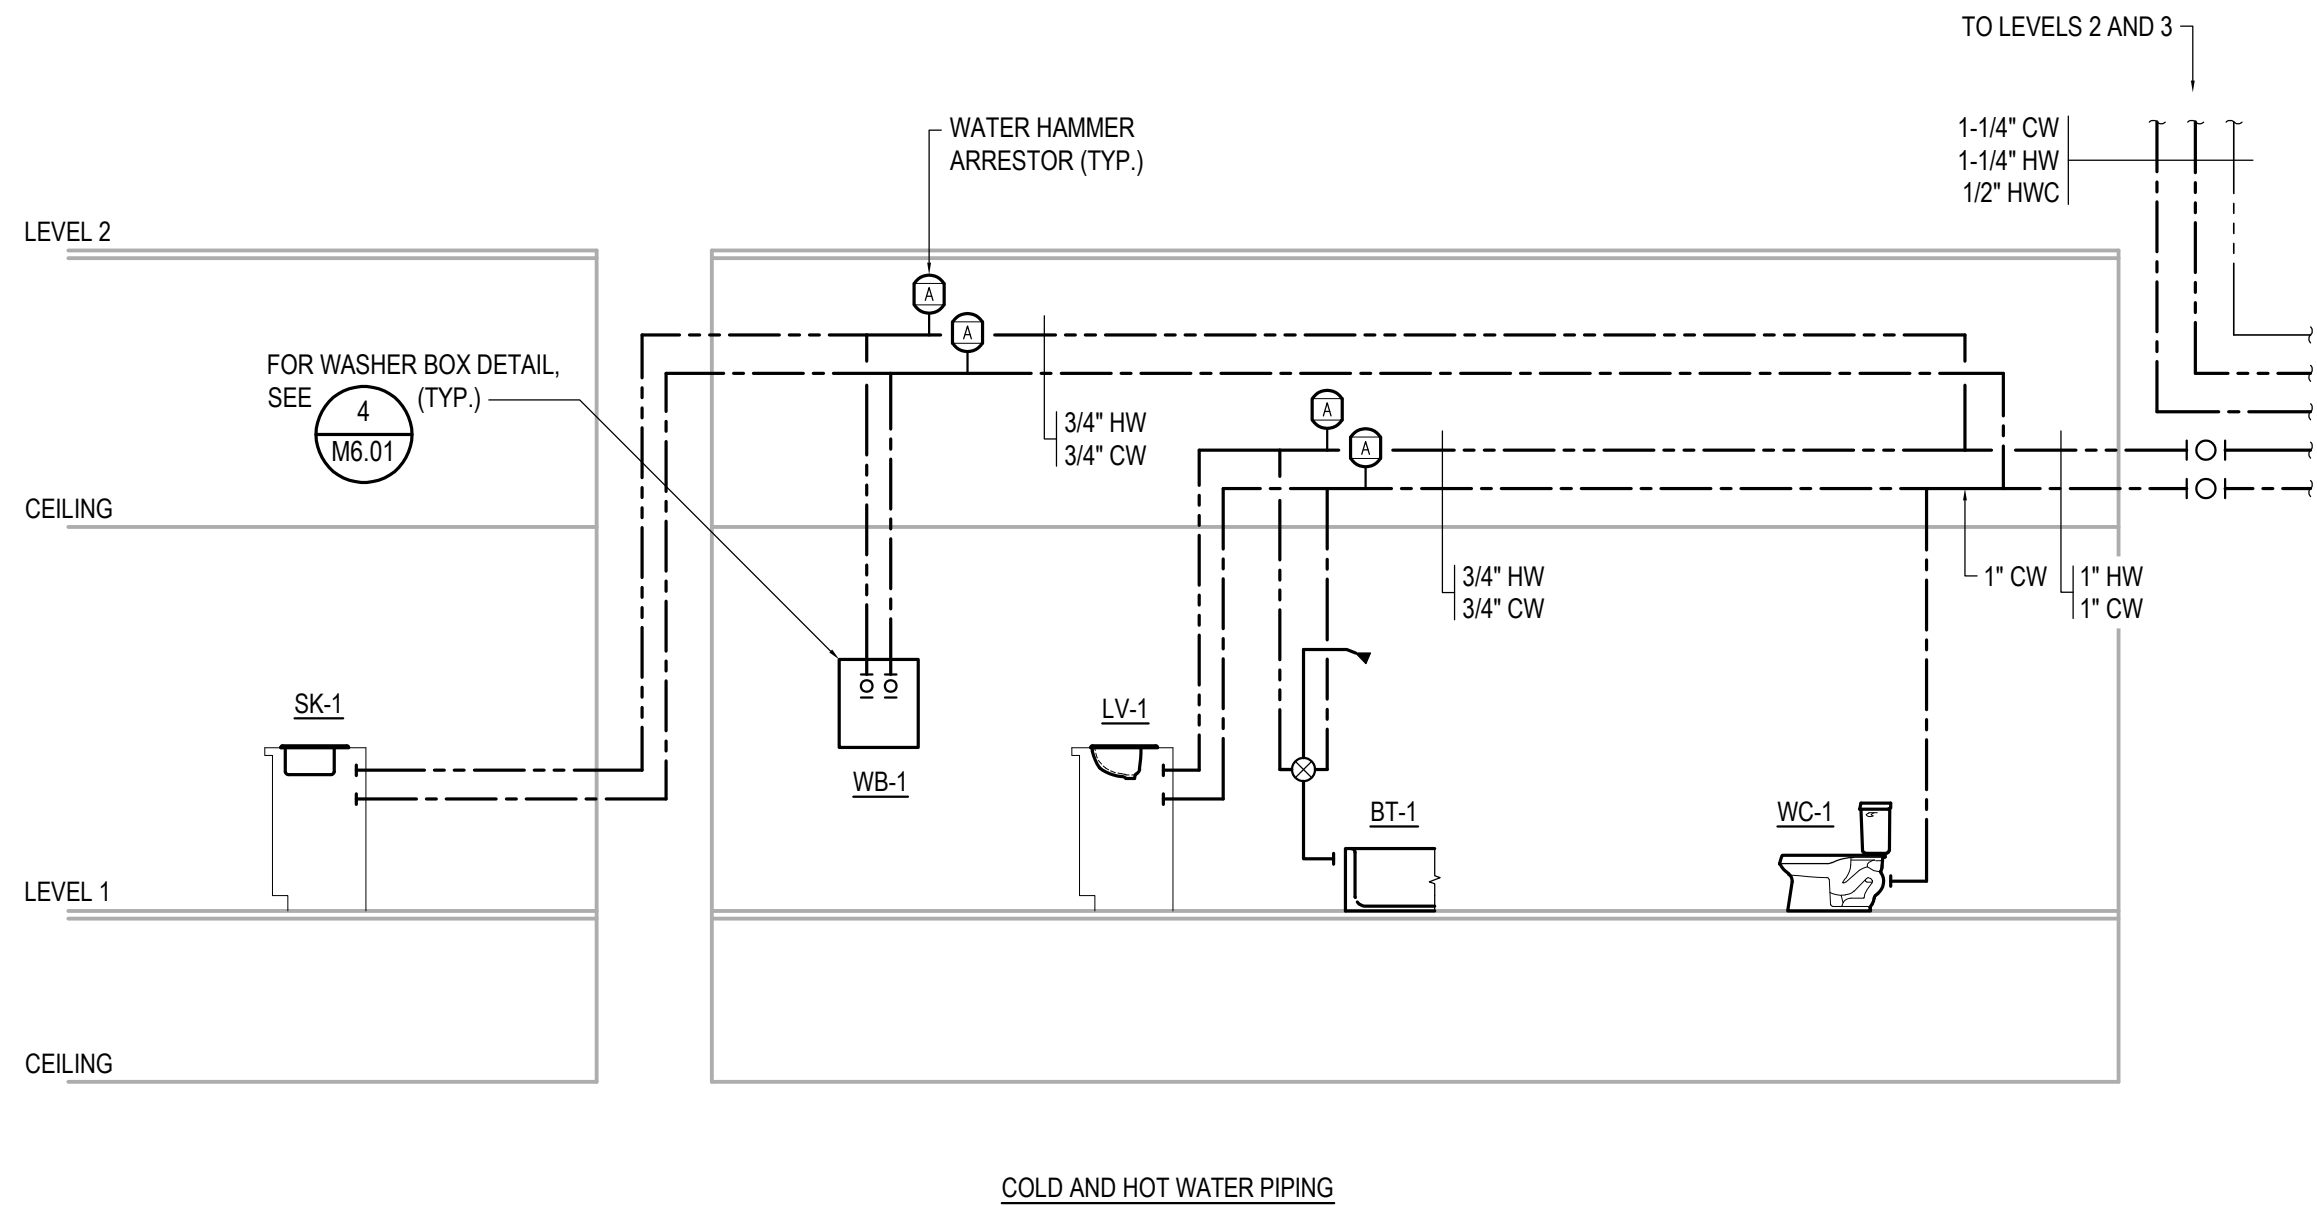 TO LEVELS 2 AND 3
WATER HAMMER
ARRESTOR (TYP.)
1-1/4" CW
1-1/4" HW
1/2" HWC
LEVEL 2
A
A
FOR WASHER BOX DETAIL,
SEE 4 (TYP.)
M6.01
3/4" HW
3/4" CW
A
A
CEILING
3/4" HW
3/4" CW
1" CW
1" HW
1" CW
SK-1
LV-1
WB-1
BT-1
WC-1
LEVEL 1
CEILING
COLD AND HOT WATER PIPING